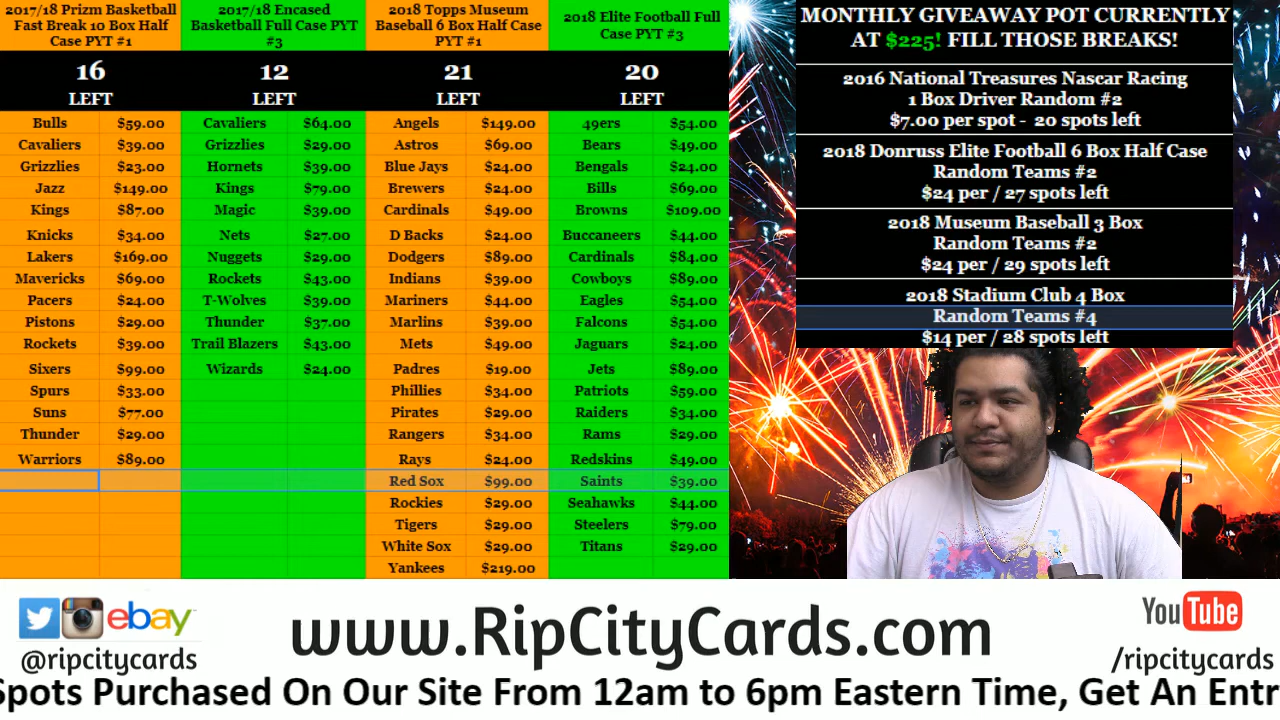 2017/18 Prizm Basketball
Fast Break 10 Box Half
Case PYT #1
16
LEFT
Bulls $59.00
Cavaliers $39.00
Grizzlies $23.00
Jazz $149.00
Kings $87.00
Knicks $34.00
Lakers $169.00
Mavericks $69.00
Pacers $24.00
Pistons $29.00
Rockets $39.00
Sixers $99.00
Spurs $33.00
Suns $77.00
Thunder $29.00
Warriors $89.00
2017/18 Encased
Basketball Full Case PYT
#3
12
LEFT
Cavaliers $64.00
Grizzlies $29.00
Hornets $39.00
Kings $79.00
Magic $39.00
Nets $27.00
Nuggets $29.00
Rockets $43.00
T-Wolves $39.00
Thunder $37.00
Trail Blazers $43.00
Wizards $24.00
2018 Topps Museum
Baseball 6 Box Half Case
PYT #1
21
LEFT
Angels $149.00
Astros $69.00
Blue Jays $24.00
Brewers $24.00
Cardinals $49.00
D Backs $24.00
Dodgers $89.00
Indians $39.00
Mariners $44.00
Marlins $39.00
Mets $49.00
Padres $19.00
Phillies $34.00
Pirates $29.00
Rangers $34.00
Rays $24.00
Red Sox $99.00
Rockies $29.00
Tigers $29.00
White Sox $29.00
Yankees $219.00
2018 Elite Football Full
Case PYT #3
20
LEFT
49ers $54.00
Bears $49.00
Bengals $24.00
Bills $69.00
Browns $109.00
Buccaneers $44.00
Cardinals $84.00
Cowboys $89.00
Eagles $54.00
Falcons $54.00
Jaguars $24.00
Jets $89.00
Patriots $59.00
Raiders $34.00
Rams $29.00
Redskins $49.00
Saints $39.00
Seahawks $44.00
Steelers $79.00
Titans $29.00
MONTHLY GIVEAWAY POT CURRENTLY
AT $225! FILL THOSE BREAKS!
2016 National Treasures Nascar Racing
1 Box Driver Random #2
$7.00 per spot - 20 spots left
2018 Donruss Elite Football 6 Box Half Case
Random Teams #2
$24 per / 27 spots left
2018 Museum Baseball 3 Box
Random Teams #2
$24 per / 29 spots left
2018 Stadium Club 4 Box
Random Teams #4
$14 per / 28 spots left
ebay
@ripcitycards
www.RipCityCards.com
YouTube
/ripcitycards
Spots Purchased On Our Site From 12am to 6pm Eastern Time, Get An Entr